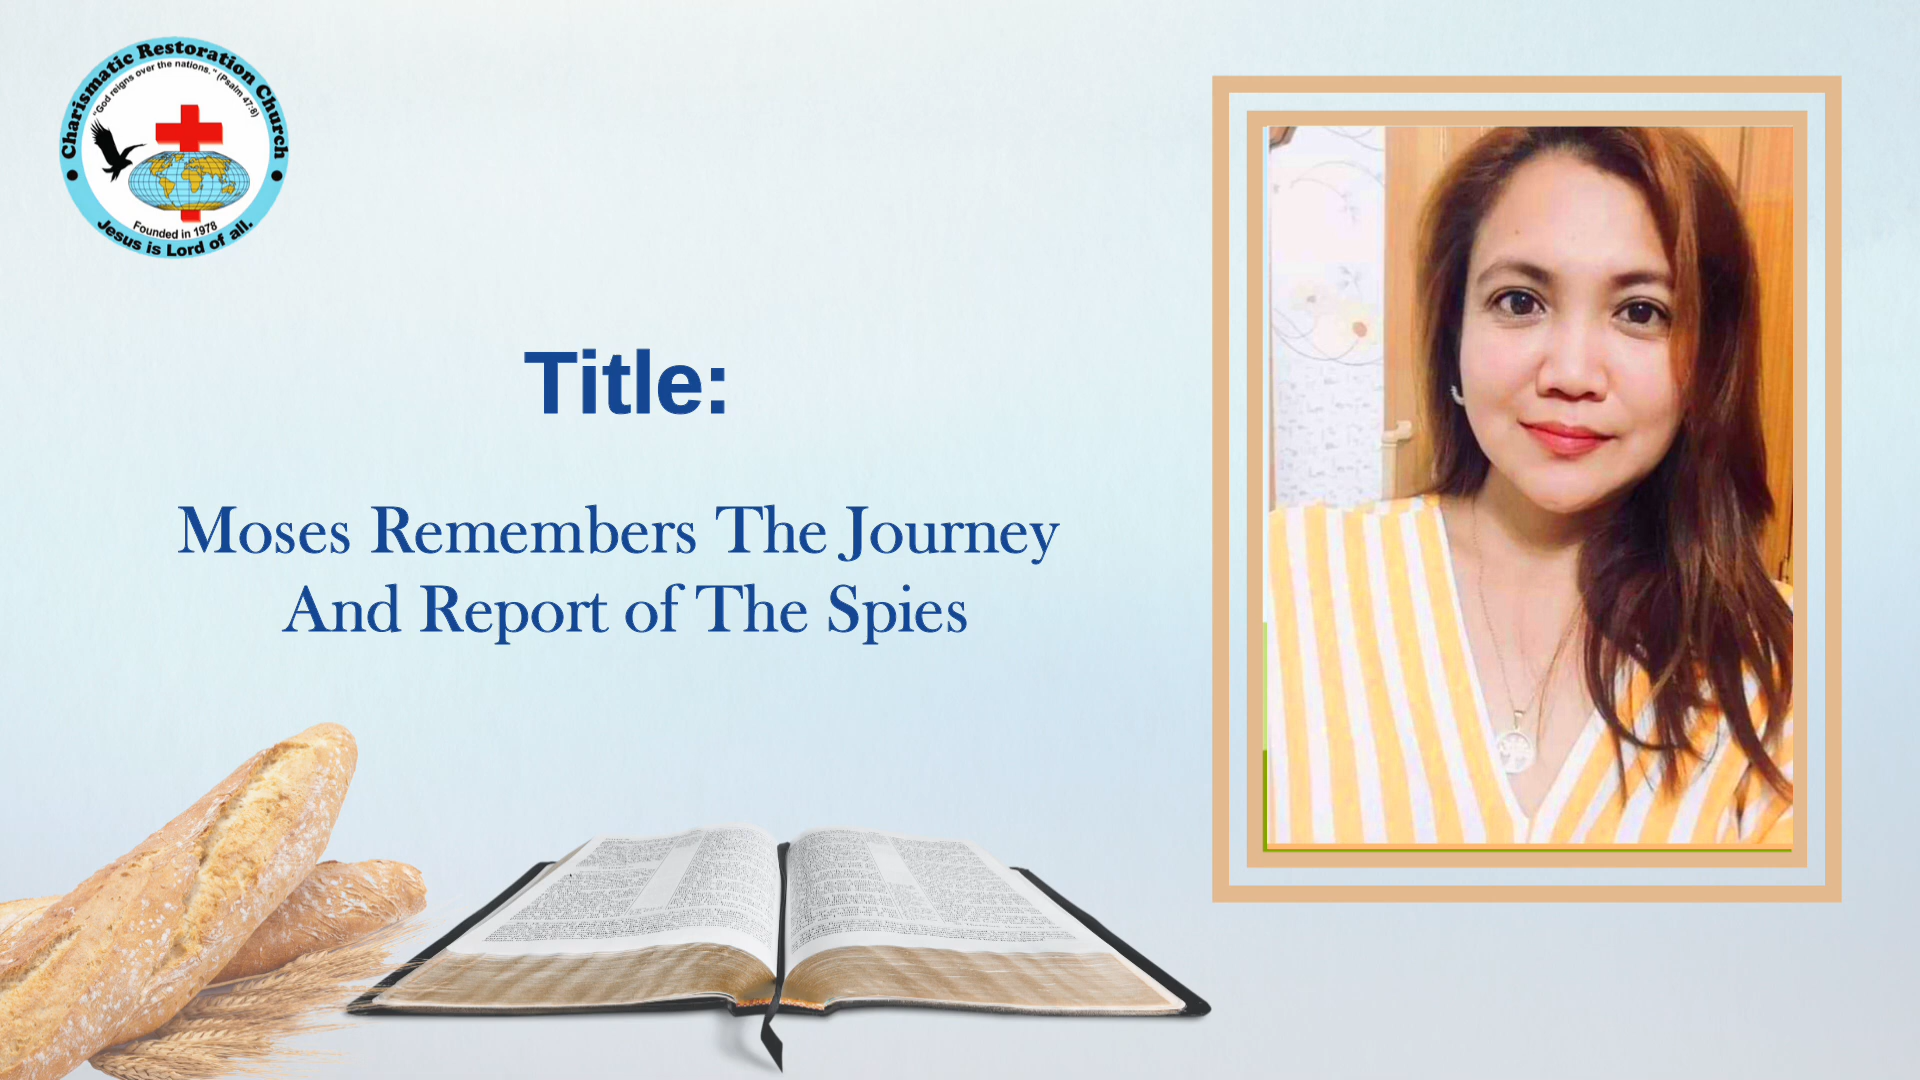 Charismatic Restoration Church
"God reigns over the nations." (Psalm 47:8)
Founded in 1978
Jesus is Lord of all.
Title:
Moses Remembers The Journey
And Report of The Spies